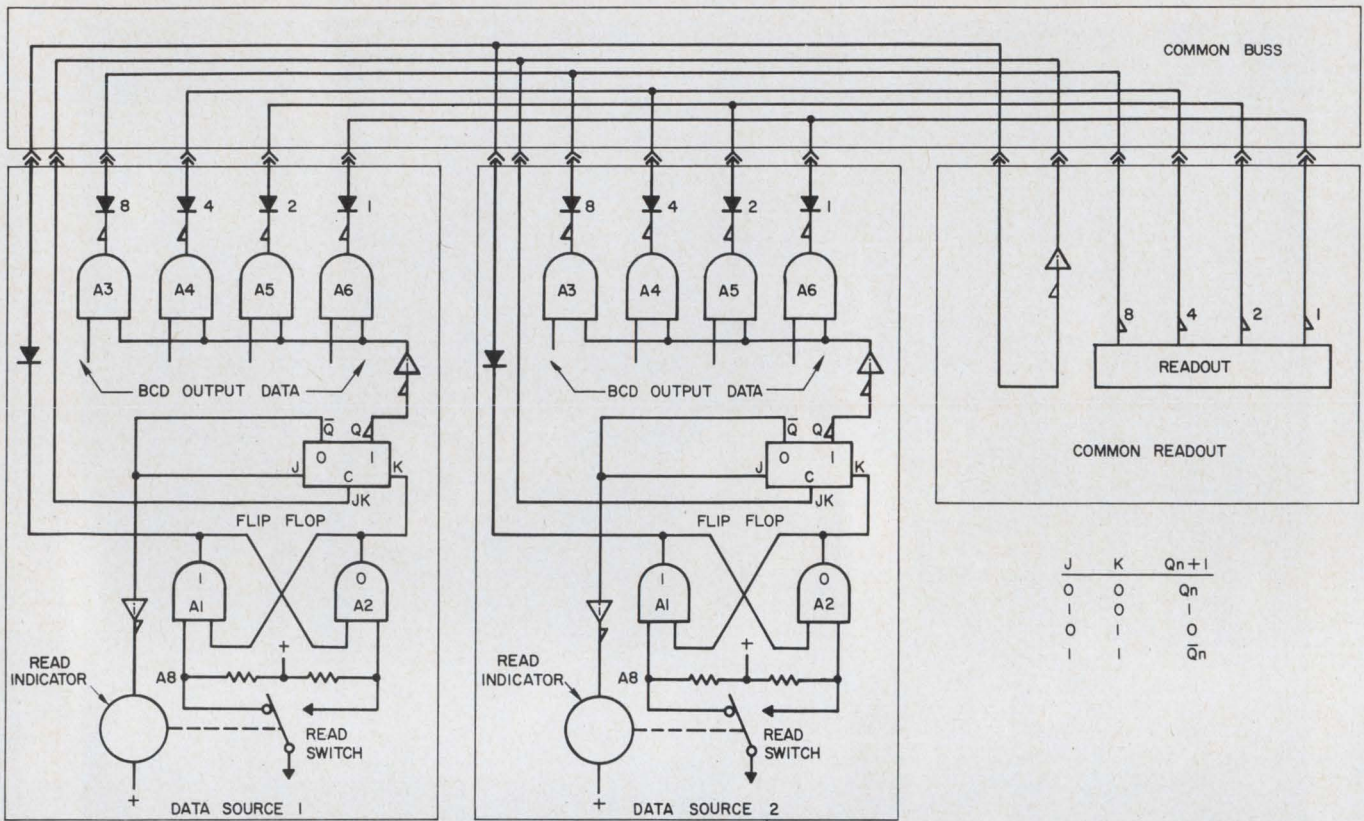 COMMON BUSS
8
4
2
1
A3
A4
A5
A6
BCD OUTPUT DATA
Q̅
Q
0
1
J
C
K
JK
FLIP FLOP
1
A1
0
A2
+
A8
READ
INDICATOR
READ
SWITCH
+
DATA SOURCE 1
8
4
2
1
A3
A4
A5
A6
BCD OUTPUT DATA
Q̅
Q
0
1
J
C
K
JK
FLIP FLOP
1
A1
0
A2
+
A8
READ
INDICATOR
READ
SWITCH
+
DATA SOURCE 2
8
4
2
1
READOUT
COMMON READOUT
J K Qn+1
0 0 Qn
1 0 1
0 1 0
1 1 Q̅n